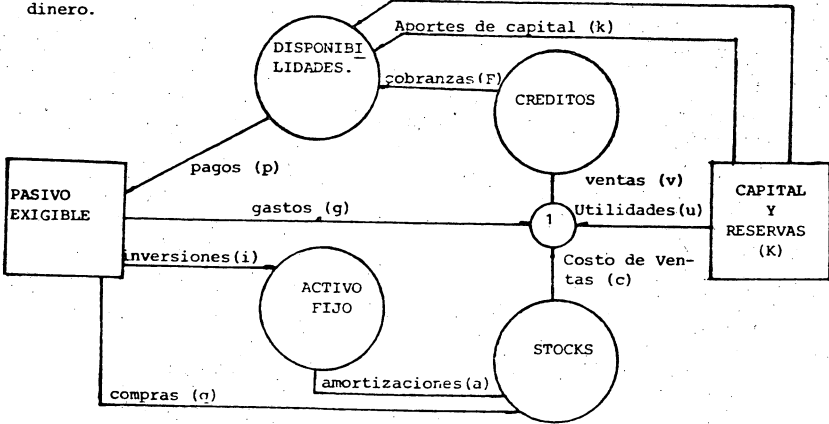 dinero.
Aportes de capital (k)
DISPONIBI
LIDADES.
cobranzas(F)
CREDITOS
pagos (p)
ventas (v)
PASIVO
EXIGIBLE
gastos (g)
1
Utilidades(u)
CAPITAL
Y
RESERVAS
(K)
inversiones(i)
Costo de Ven-
tas (c)
ACTIVO
FIJO
STOCKS
amortizaciones(a)
compras (q)